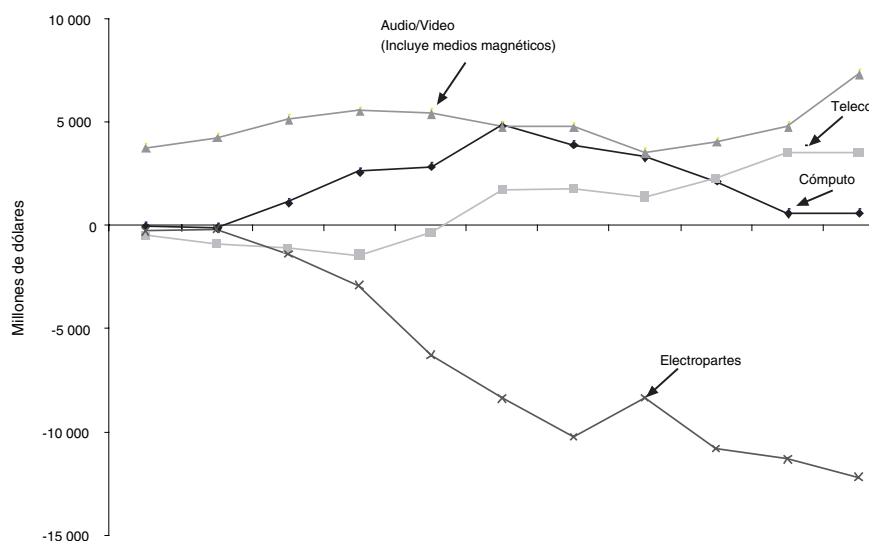 10 000
Audio/Video
(Incluye medios magnéticos)
5 000
Teleco
Cómputo
0
Millones de dólares
-5 000
Electropartes
-10 000
-15 000